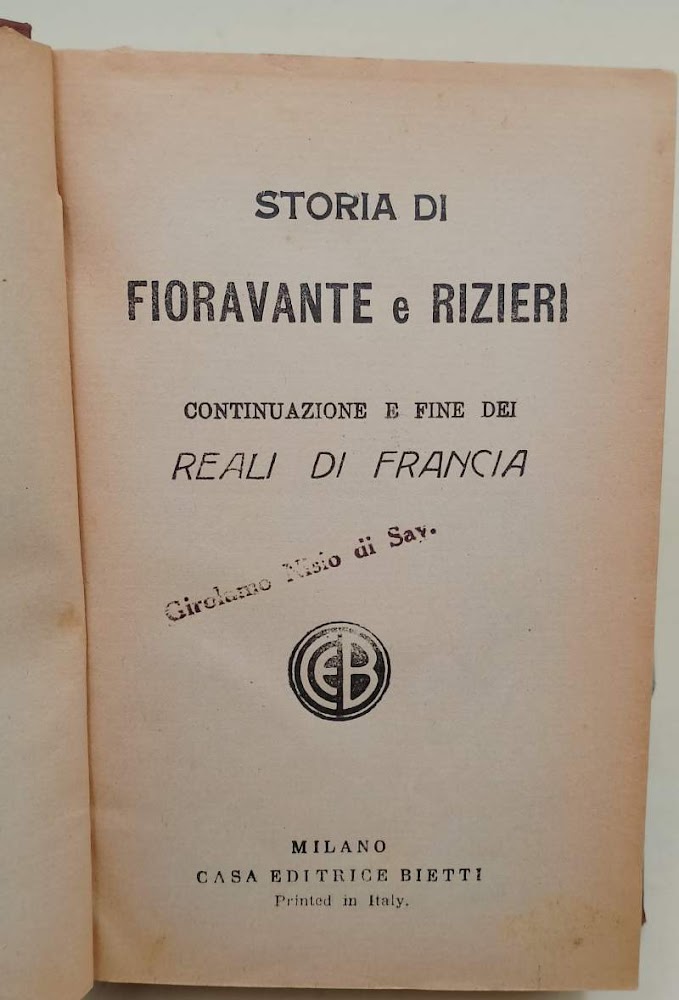 STORIA DI
FIORAVANTE e RIZIERI
CONTINUAZIONE E FINE DEI
REALI DI FRANCIA
Girolamo Nisio di Sav.
CEB
MILANO
CASA EDITRICE BIETTI
Printed in Italy.